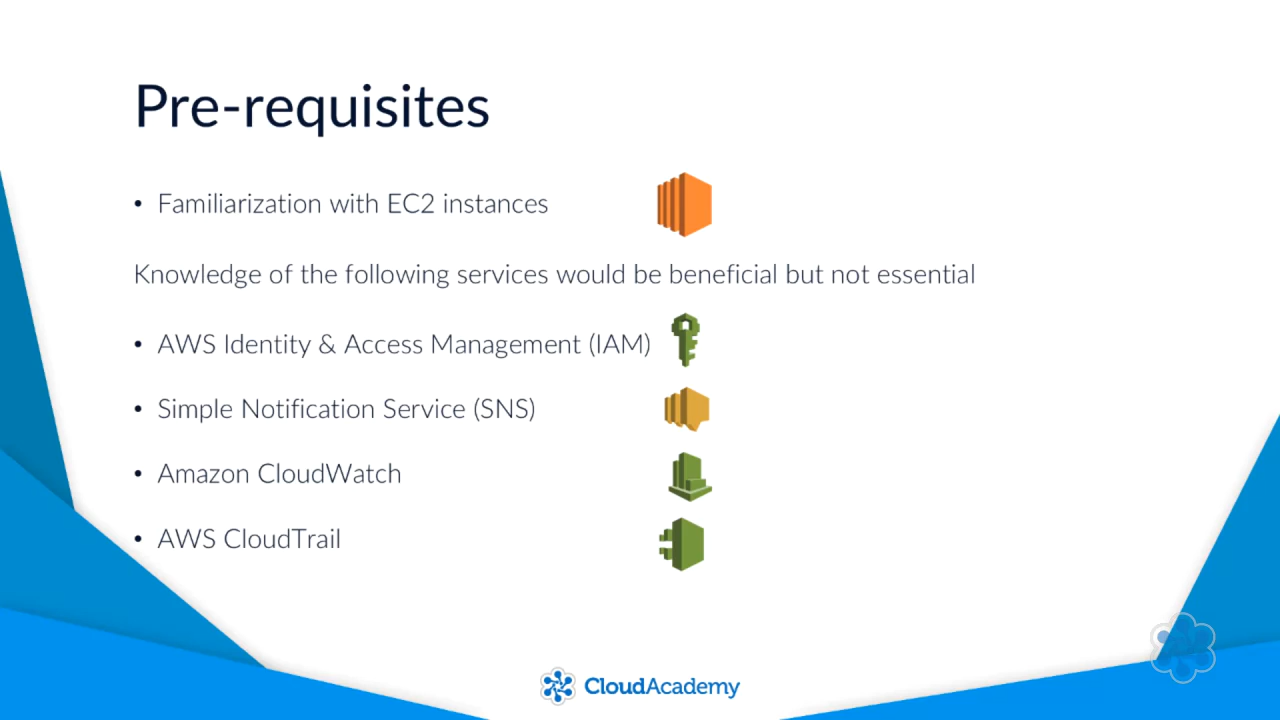 Pre-requisites
• Familiarization with EC2 instances
Knowledge of the following services would be beneficial but not essential
• AWS Identity & Access Management (IAM)
• Simple Notification Service (SNS)
• Amazon CloudWatch
• AWS CloudTrail
CloudAcademy